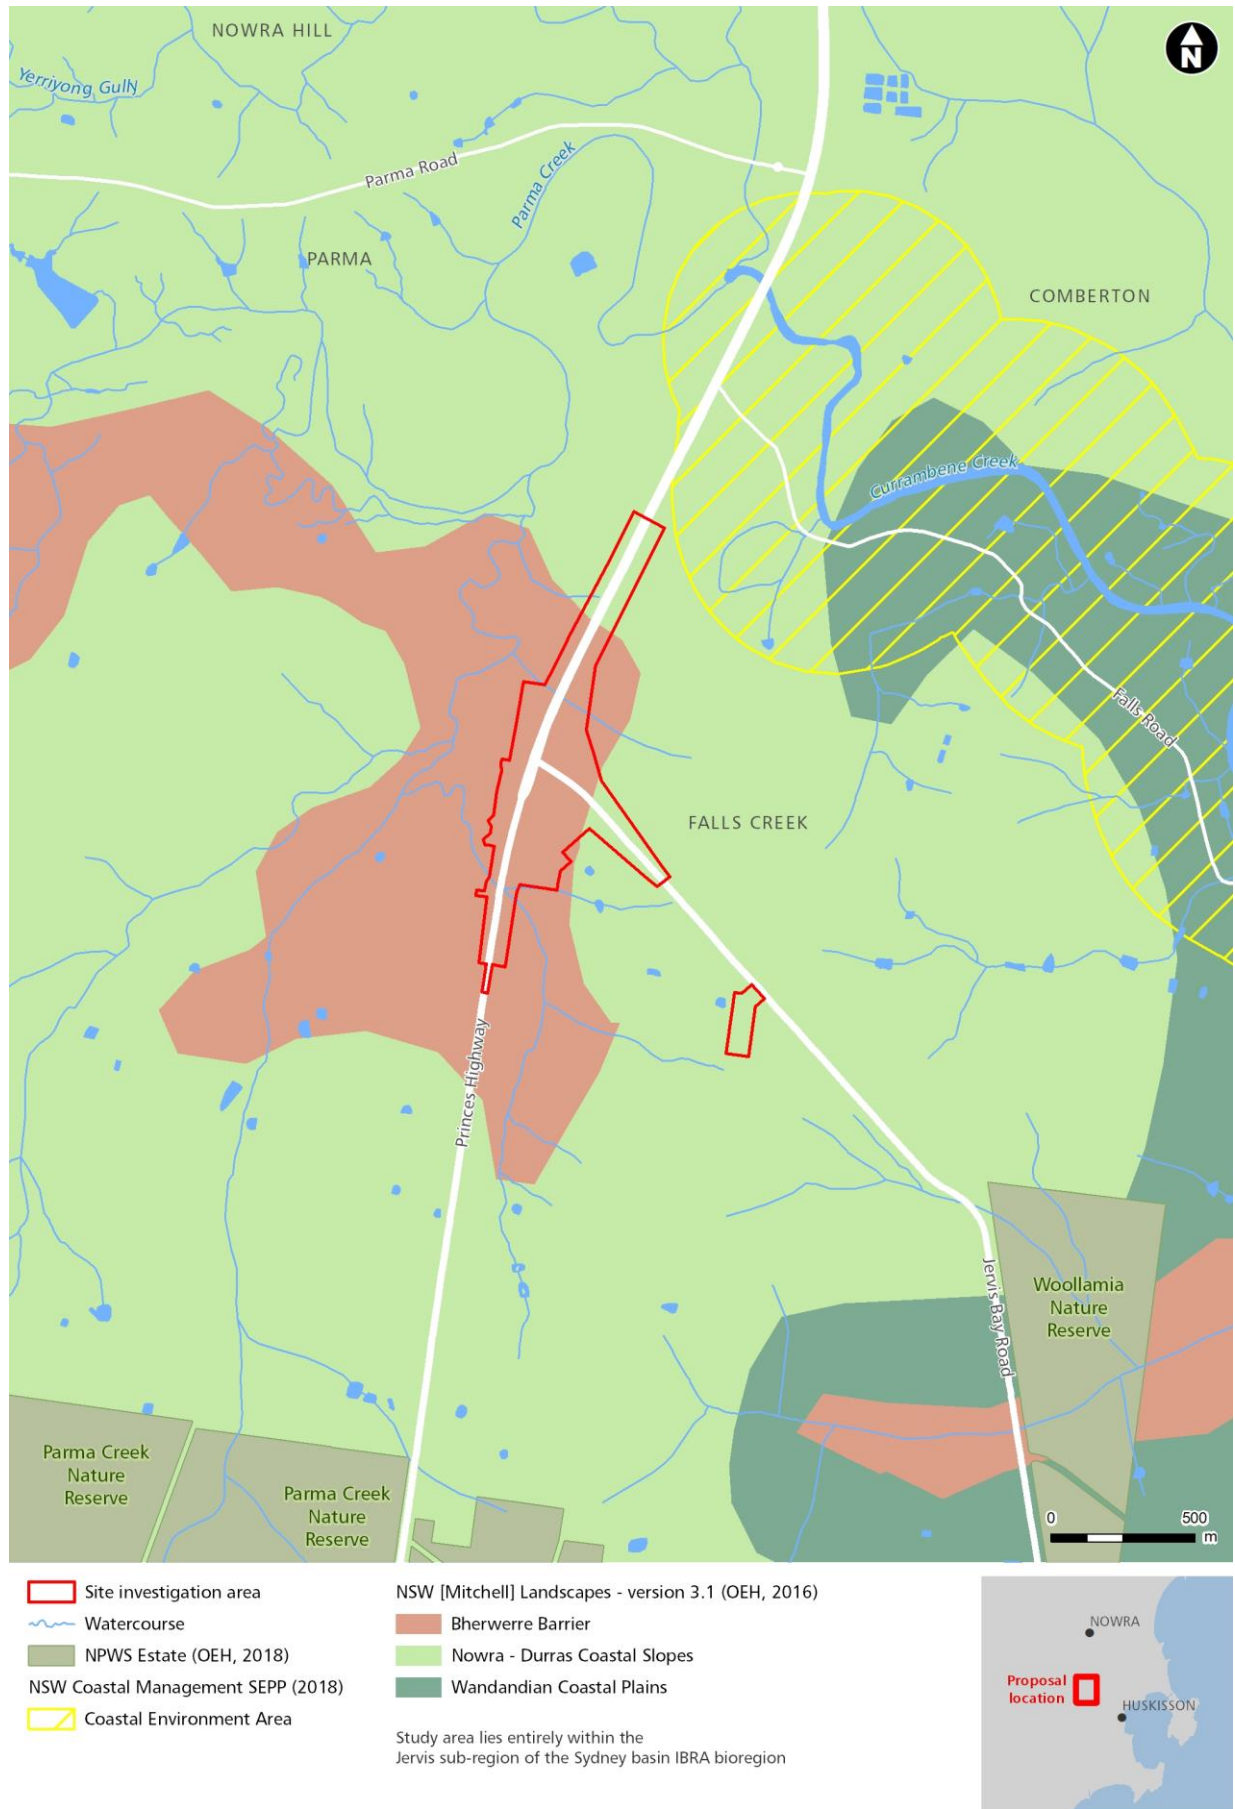 NOWRA HILL
N
Yerriyong Gully
Parma Road
Parma Creek
PARMA
COMBERTON
Currambene Creek
Falls Road
FALLS CREEK
Princes Highway
Jervis Bay Road
Woollamia
Nature
Reserve
Parma Creek
Nature
Reserve
Parma Creek
Nature
Reserve
0 500
m
Site investigation area
Watercourse
NPWS Estate (OEH, 2018)
NSW Coastal Management SEPP (2018)
Coastal Environment Area
NSW [Mitchell] Landscapes - version 3.1 (OEH, 2016)
Bherwerre Barrier
Nowra - Durras Coastal Slopes
Wandandian Coastal Plains
Study area lies entirely within the
Jervis sub-region of the Sydney basin IBRA bioregion
NOWRA
Proposal
location
HUSKISSON